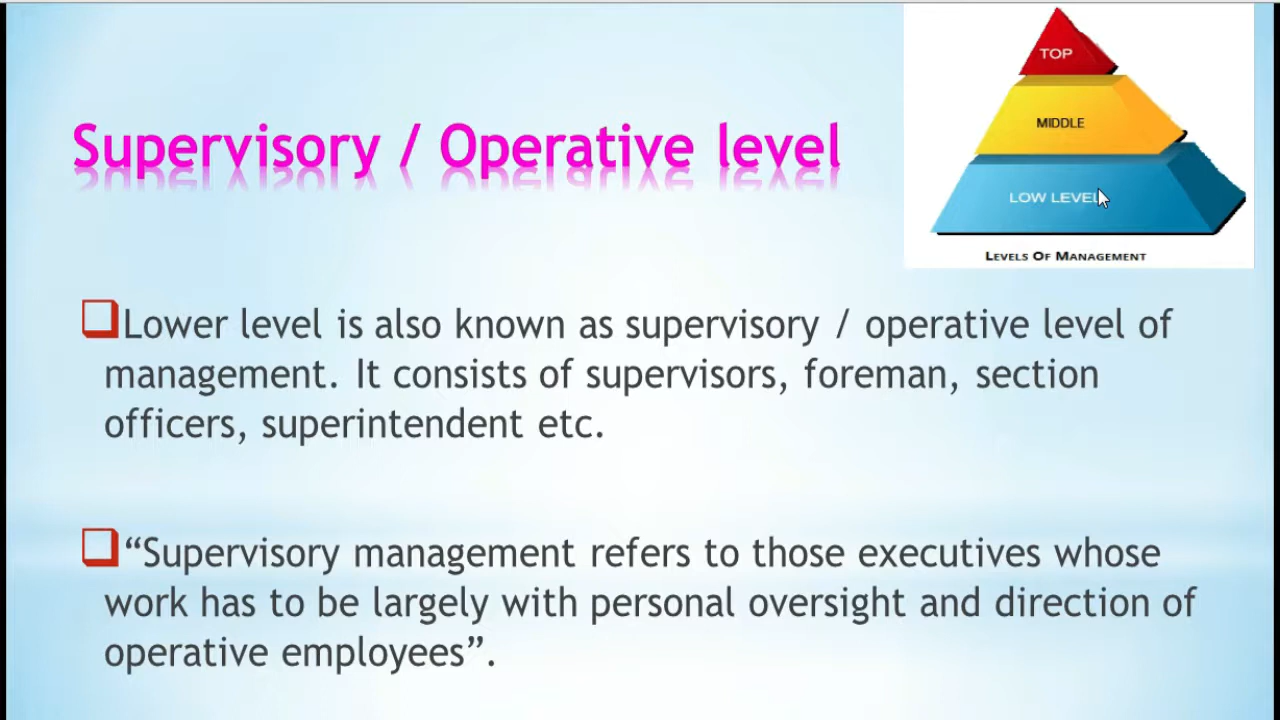 TOP
MIDDLE
LOW LEVEL
LEVELS OF MANAGEMENT
Supervisory / Operative level
Lower level is also known as supervisory / operative level of
management. It consists of supervisors, foreman, section
officers, superintendent etc.
“Supervisory management refers to those executives whose
work has to be largely with personal oversight and direction of
operative employees”.